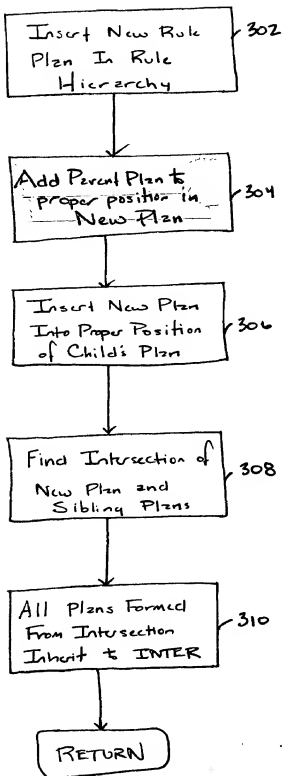 Insert New Rule
Plan In Rule
Hierarchy
302
Add Parent Plan to
proper position in
New Plan
304
Insert New Plan
Into Proper Position
of Child's Plan
306
Find Intersection of
New Plan and
Sibling Plans
308
All Plans Formed
From Intersection
Inherit to INTER
310
RETURN